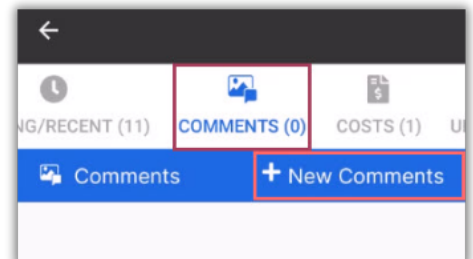 NG/RECENT (11) COMMENTS (0) COSTS (1) U
Comments + New Comments